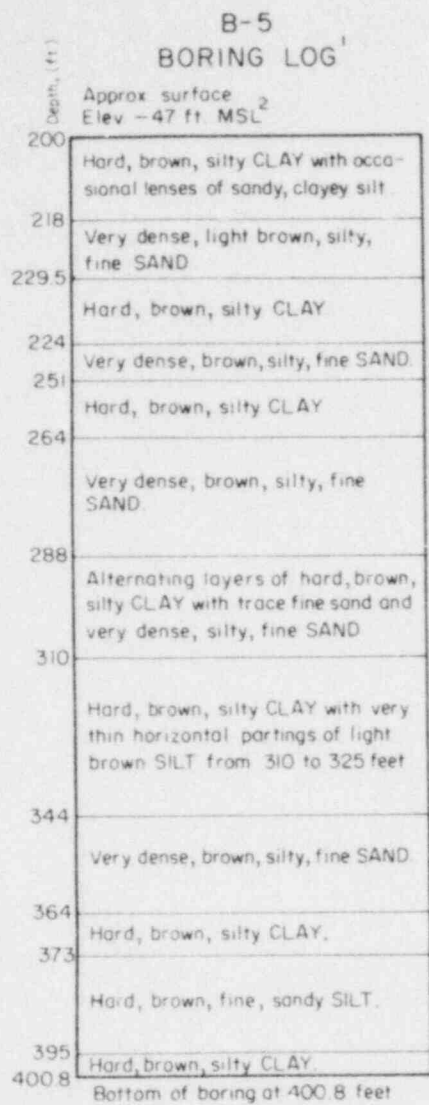 B-5
BORING LOG¹
Depth, (ft)
Approx surface
Elev -47 ft. MSL²
200
Hard, brown, silty CLAY with occa-
sional lenses of sandy, clayey silt.
218
Very dense, light brown, silty,
fine SAND
229.5
Hard, brown, silty CLAY
224
Very dense, brown, silty, fine SAND.
251
Hard, brown, silty CLAY
264
Very dense, brown, silty, fine
SAND.
288
Alternating layers of hard, brown,
silty CLAY with trace fine sand and
very dense, silty, fine SAND
310
Hard, brown, silty CLAY with very
thin horizontal partings of light
brown SILT from 310 to 325 feet
344
Very dense, brown, silty, fine SAND.
364
Hard, brown, silty CLAY.
373
Hard, brown, fine, sandy SILT.
395
Hard, brown, silty CLAY.
400.8
Bottom of boring at 400.8 feet